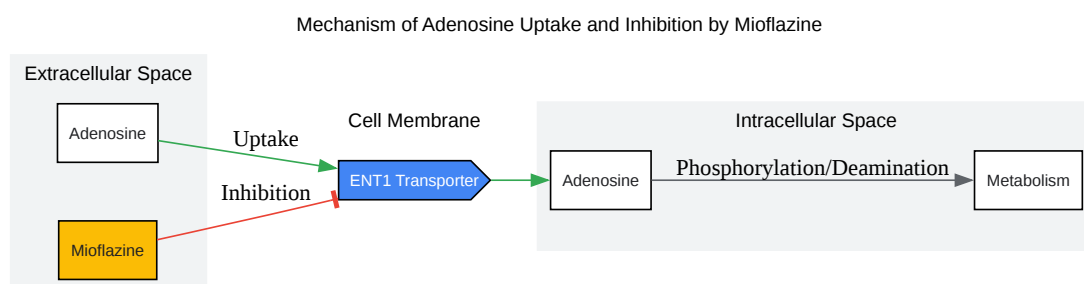 Mechanism of Adenosine Uptake and Inhibition by Mioflazine
Extracellular Space
Adenosine
Uptake
Inhibition
Mioflazine
Cell Membrane
ENT1 Transporter
Intracellular Space
Adenosine
Phosphorylation/Deamination
Metabolism